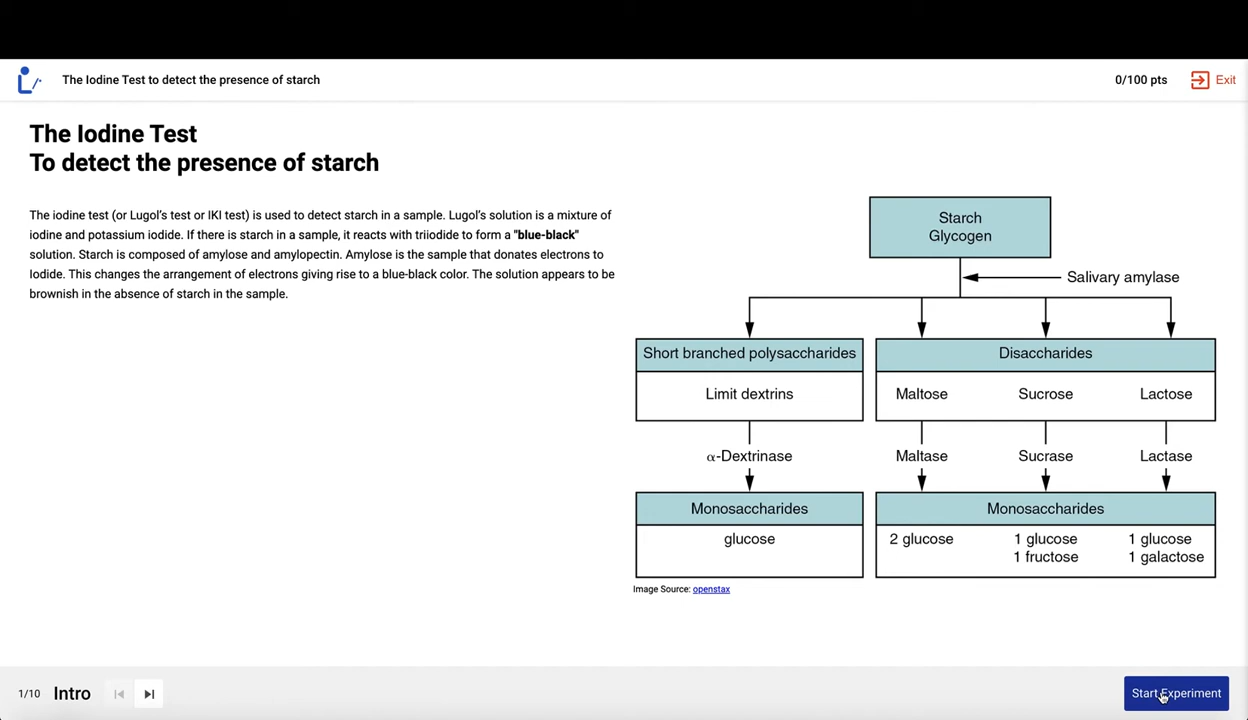 The Iodine Test to detect the presence of starch
0/100 pts
Exit
The Iodine Test
To detect the presence of starch
The iodine test (or Lugol's test or IKI test) is used to detect starch in a sample. Lugol's solution is a mixture of
iodine and potassium iodide. If there is starch in a sample, it reacts with triiodide to form a "blue-black"
solution. Starch is composed of amylose and amylopectin. Amylose is the sample that donates electrons to
Iodide. This changes the arrangement of electrons giving rise to a blue-black color. The solution appears to be
brownish in the absence of starch in the sample.
Starch
Glycogen
Salivary amylase
Short branched polysaccharides
Disaccharides
Limit dextrins
Maltose
Sucrose
Lactose
α-Dextrinase
Maltase
Sucrase
Lactase
Monosaccharides
Monosaccharides
glucose
2 glucose
1 glucose
1 fructose
1 glucose
1 galactose
Image Source: openstax
1/10
Intro
Start Experiment